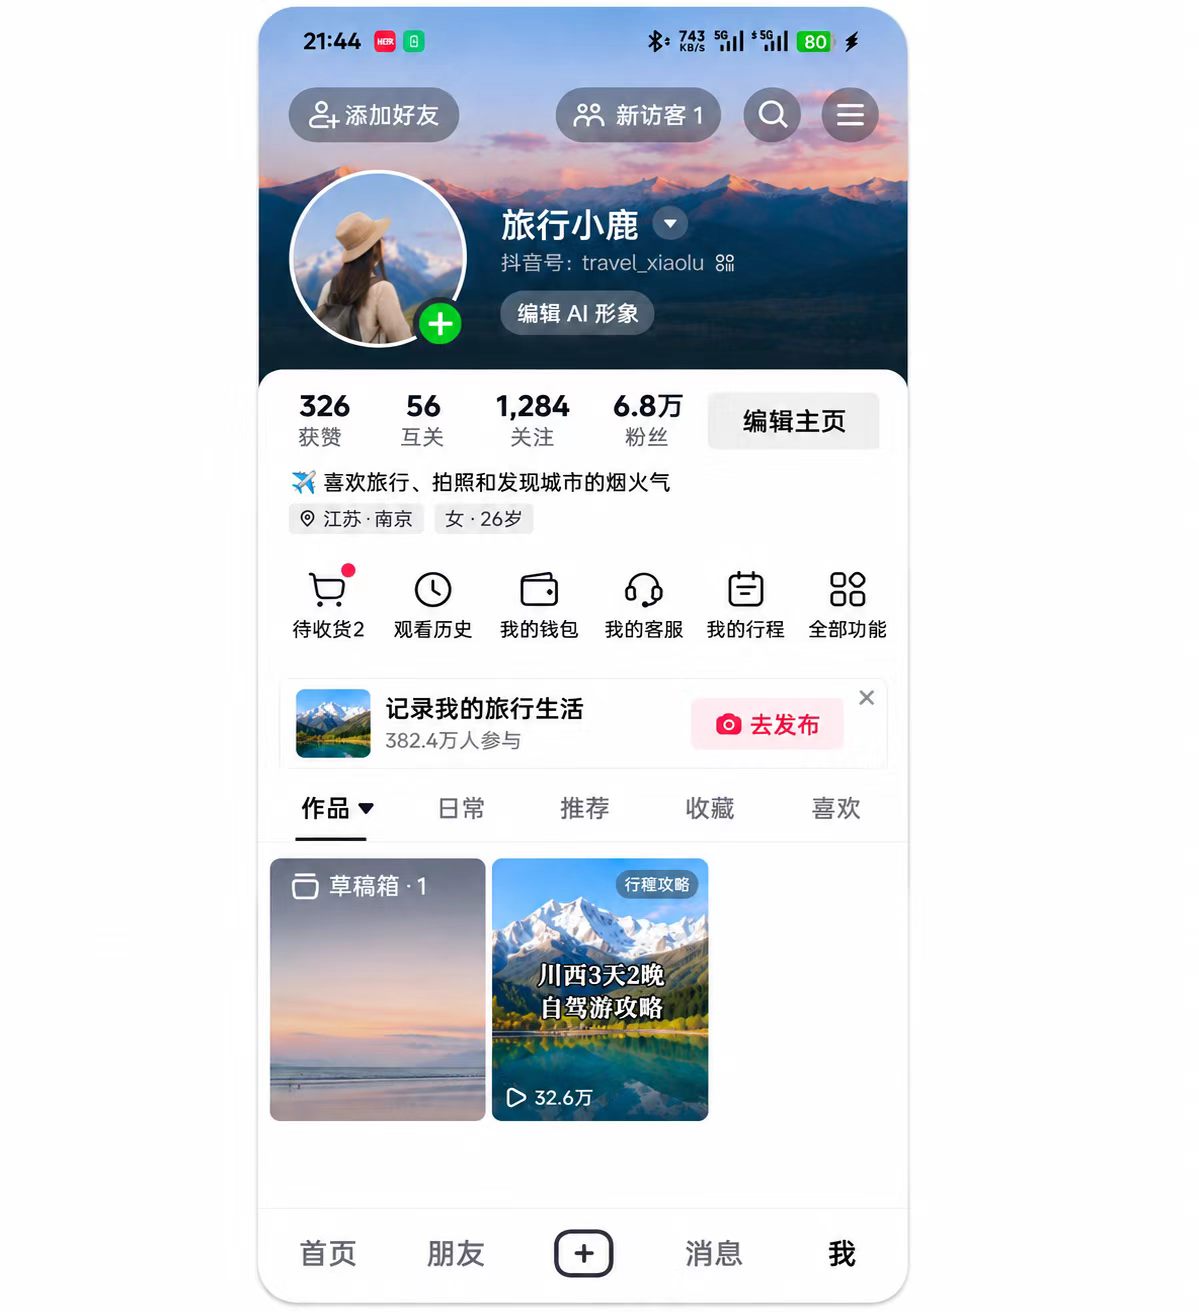 21:44
743
KB/s
5G
$ 5G
80
添加好友
新访客 1
旅行小鹿
抖音号: travel_xiaolu
编辑 AI 形象
326
获赞
56
互关
1,284
关注
6.8万
粉丝
编辑主页
喜欢旅行、拍照和发现城市的烟火气
江苏 · 南京
女 · 26岁
待收货2
观看历史
我的钱包
我的客服
我的行程
全部功能
记录我的旅行生活
382.4万人参与
去发布
作品
日常
推荐
收藏
喜欢
草稿箱 · 1
行程攻略
川西3天2晚
自驾游攻略
32.6万
首页
朋友
消息
我